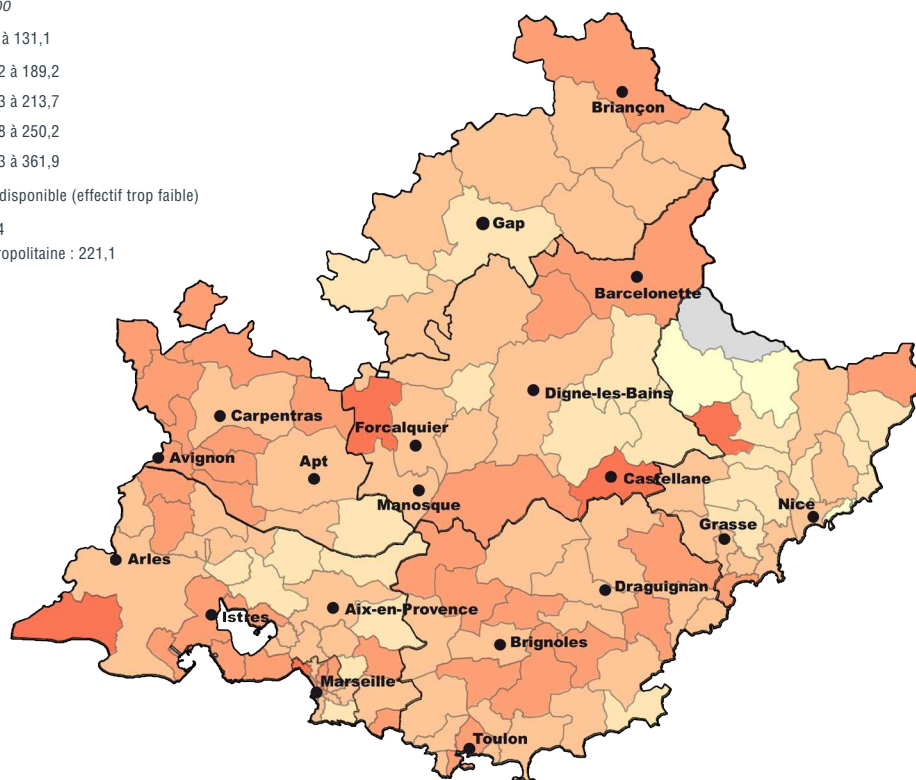 00
à 131,1
2 à 189,2
3 à 213,7
8 à 250,2
3 à 361,9
disponible (effectif trop faible)
4
ropolitaine : 221,1
Briançon
Gap
Barcelonette
Digne-les-Bains
Carpentras
Forcalquier
Avignon
Apt
Castellane
Manosque
Nice
Grasse
Arles
Draguignan
Aix-en-Provence
Istres
Brignoles
Marseille
Toulon